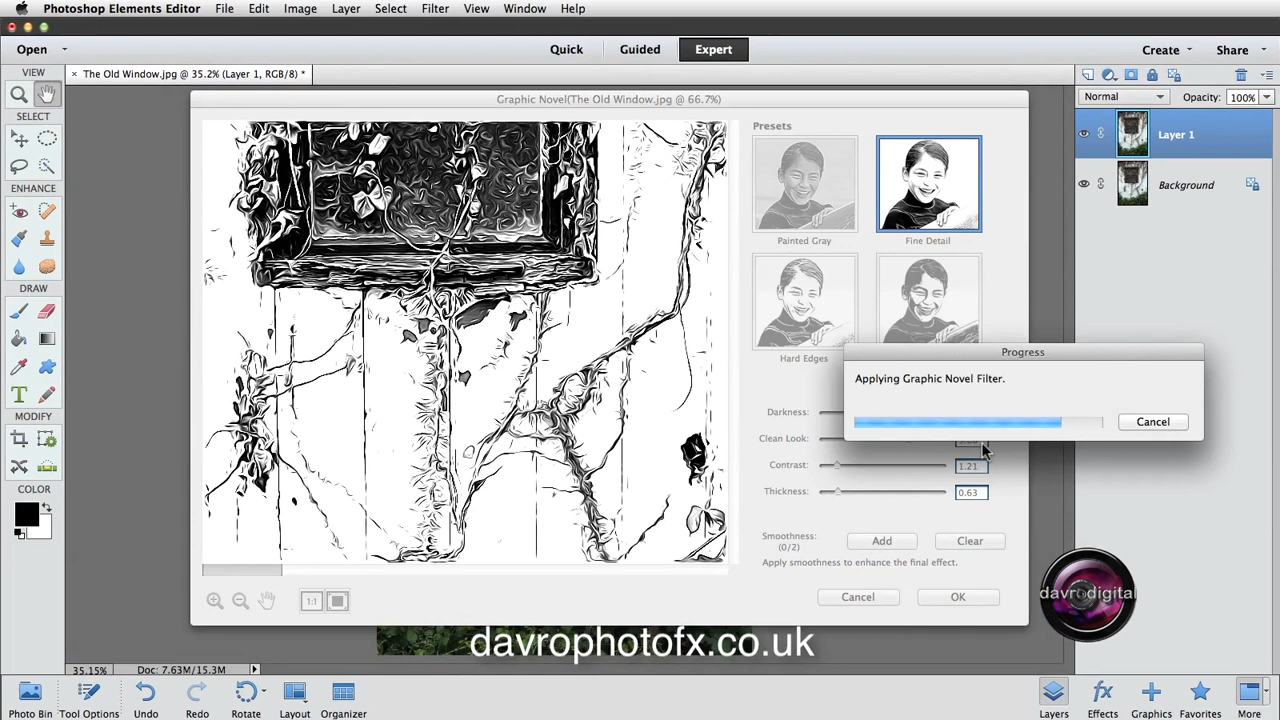 Photoshop Elements Editor File Edit Image Layer Select Filter View Window Help
Open Quick Guided Expert Create Share
VIEW
The Old Window.jpg @ 35.2% (Layer 1, RGB/8) *
Normal Opacity: 100%
Graphic Novel(The Old Window.jpg @ 66.7%)
SELECT
Presets
Layer 1
Background
ENHANCE
Painted Gray Fine Detail
DRAW
Progress
Hard Edges
Applying Graphic Novel Filter.
Darkness:
Cancel
MODIFY
Clean Look:
Contrast: 1.21
Thickness: 0.63
COLOR
Smoothness: (0/2) Add Clear
Apply smoothness to enhance the final effect.
1:1 Cancel OK
davrodigital
davrophotofx.co.uk
35.15% Doc: 7.63M/15.3M
Photo Bin Tool Options Undo Redo Rotate Layout Organizer Layers Effects Graphics Favorites More